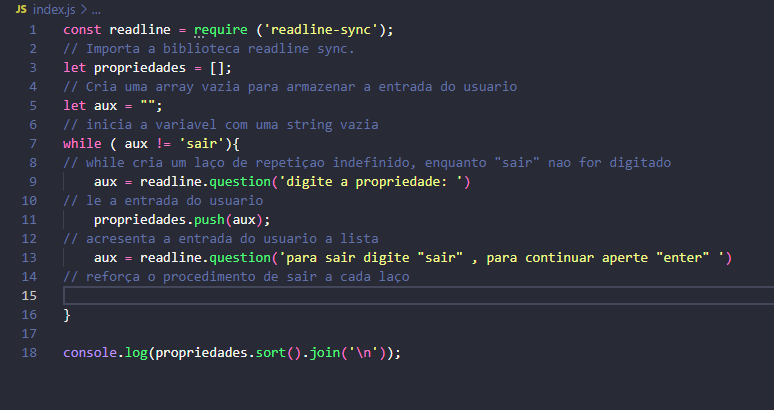 JS index.js > ...
1 const readline = require ('readline-sync');
2 // Importa a biblioteca readline sync.
3 let propriedades = [];
4 // Cria uma array vazia para armazenar a entrada do usuario
5 let aux = "";
6 // inicia a variavel com uma string vazia
7 while ( aux != 'sair'){
8 // while cria um laço de repetiçao indefinido, enquanto "sair" nao for digitado
9     aux = readline.question('digite a propriedade: ')
10 // le a entrada do usuario
11     propriedades.push(aux);
12 // acresenta a entrada do usuario a lista
13     aux = readline.question('para sair digite "sair" , para continuar aperte "enter" ')
14 // reforça o procedimento de sair a cada laço
15
16 }
17
18 console.log(propriedades.sort().join('\n'));